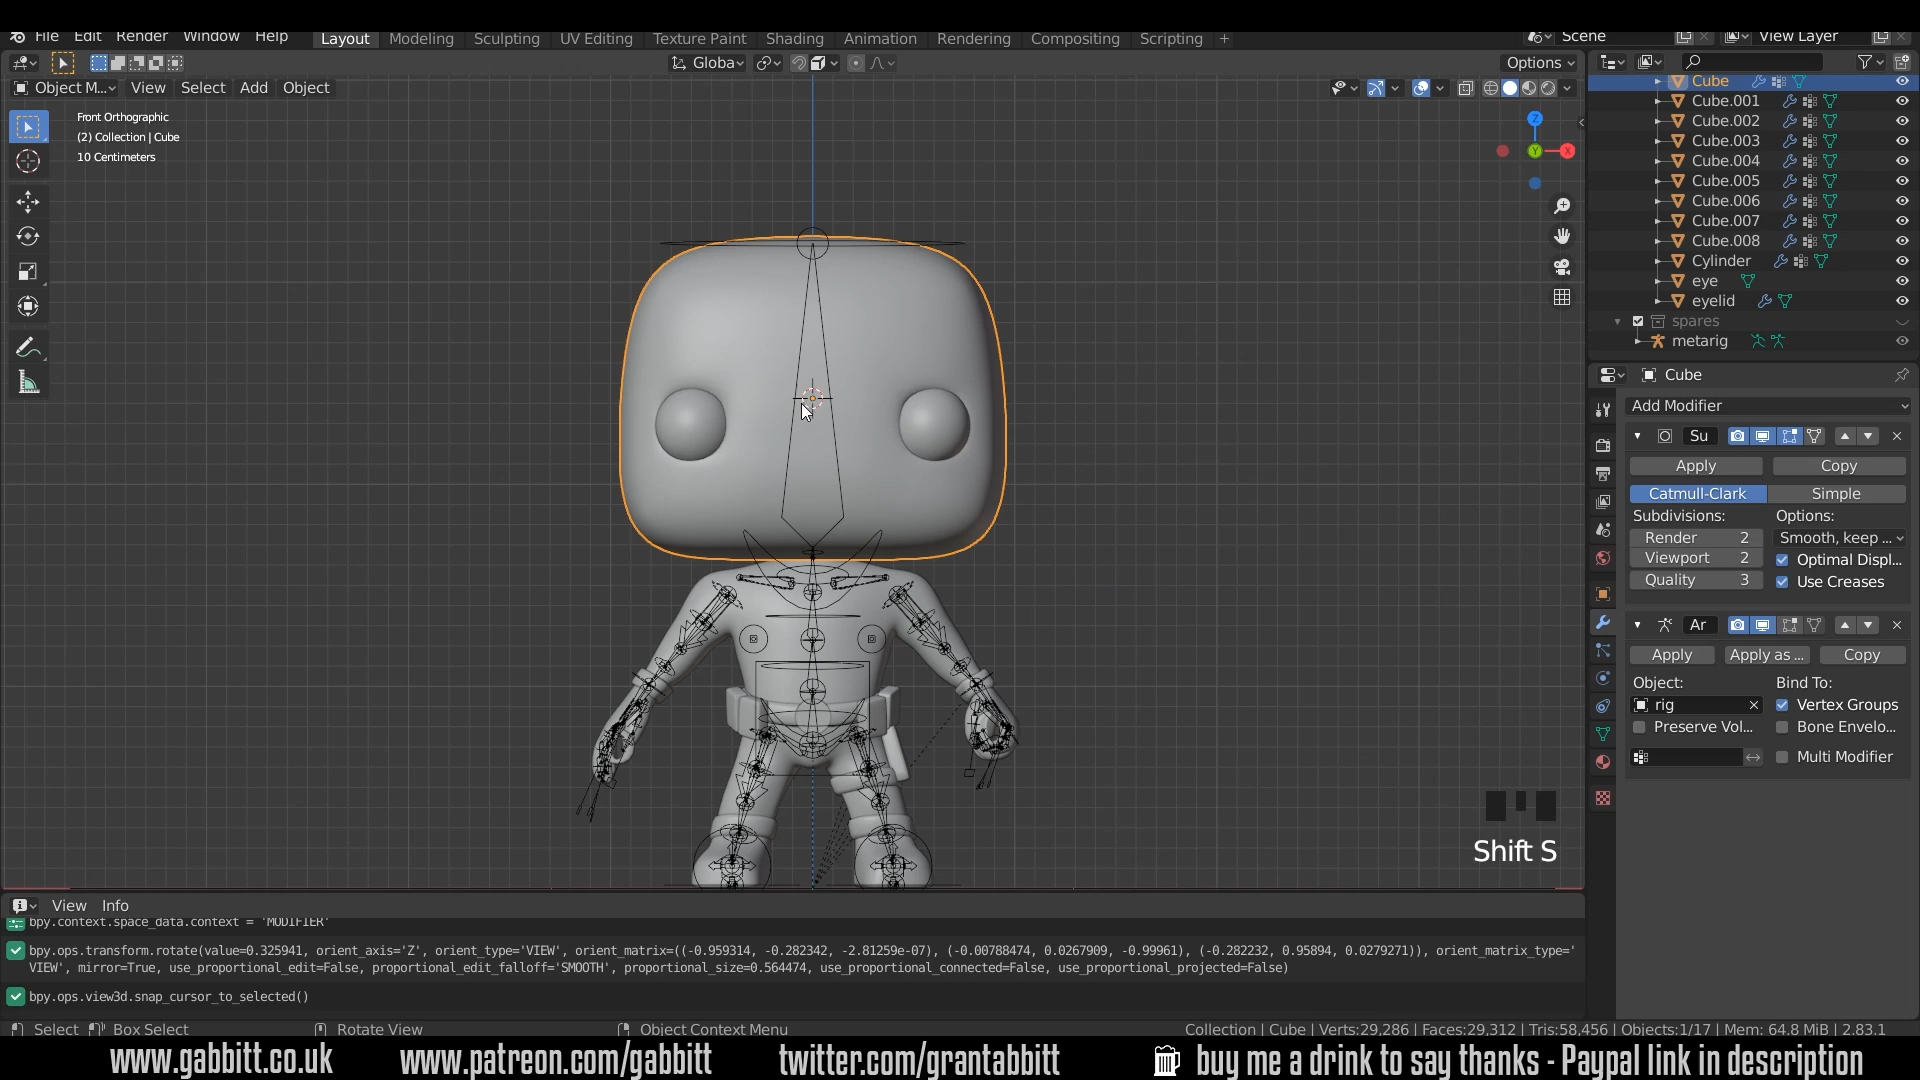 File Edit Render Window Help
Layout Modeling Sculpting UV Editing Texture Paint Shading Animation Rendering Compositing Scripting +
Scene
View Layer
Globa
Options
Object M...
View Select Add Object
Front Orthographic
(2) Collection | Cube
10 Centimeters
Z
Y
X
Cube
Cube.001
Cube.002
Cube.003
Cube.004
Cube.005
Cube.006
Cube.007
Cube.008
Cylinder
eye
eyelid
spares
metarig
Cube
Add Modifier
Su
Apply Copy
Catmull-Clark Simple
Subdivisions: Options:
Render 2 Smooth, keep ...
Viewport 2 Optimal Displ...
Quality 3 Use Creases
Ar
Apply Apply as ... Copy
Object: Bind To:
rig Vertex Groups
Preserve Vol... Bone Envelo...
Multi Modifier
Shift S
View Info
bpy.context.space_data.context = 'MODIFIER'
bpy.ops.transform.rotate(value=0.325941, orient_axis='Z', orient_type='VIEW', orient_matrix=((-0.959314, -0.282342, -2.81259e-07), (-0.00788474, 0.0267909, -0.99961), (-0.282232, 0.95894, 0.0279271)), orient_matrix_type='
VIEW', mirror=True, use_proportional_edit=False, proportional_edit_falloff='SMOOTH', proportional_size=0.564474, use_proportional_connected=False, use_proportional_projected=False)
bpy.ops.view3d.snap_cursor_to_selected()
Select Box Select Rotate View Object Context Menu
Collection | Cube | Verts:29,286 | Faces:29,312 | Tris:58,456 | Objects:1/17 | Mem: 64.8 MiB | 2.83.1
www.gabbitt.co.uk www.patreon.com/gabbitt twitter.com/grantabbitt buy me a drink to say thanks - Paypal link in description